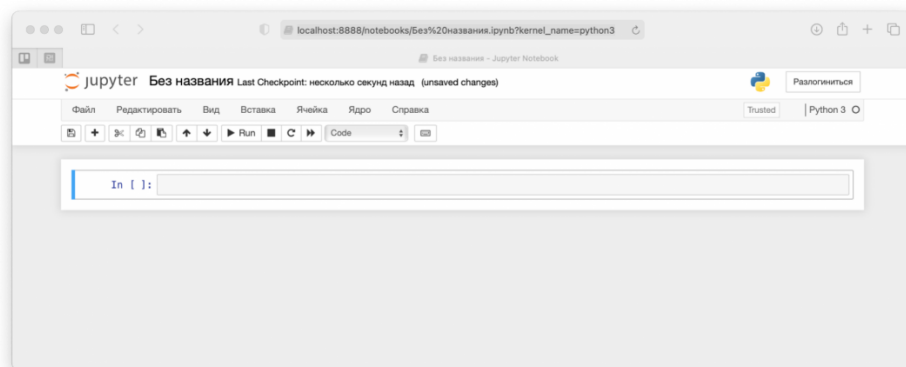 localhost:8888/notebooks/Без%20названия.ipynb?kernel_name=python3
Без названия – Jupyter Notebook
jupyter Без названия Last Checkpoint: несколько секунд назад (unsaved changes) Разлогиниться
Файл Редактировать Вид Вставка Ячейка Ядро Справка Trusted Python 3
Run Code
In [ ]: